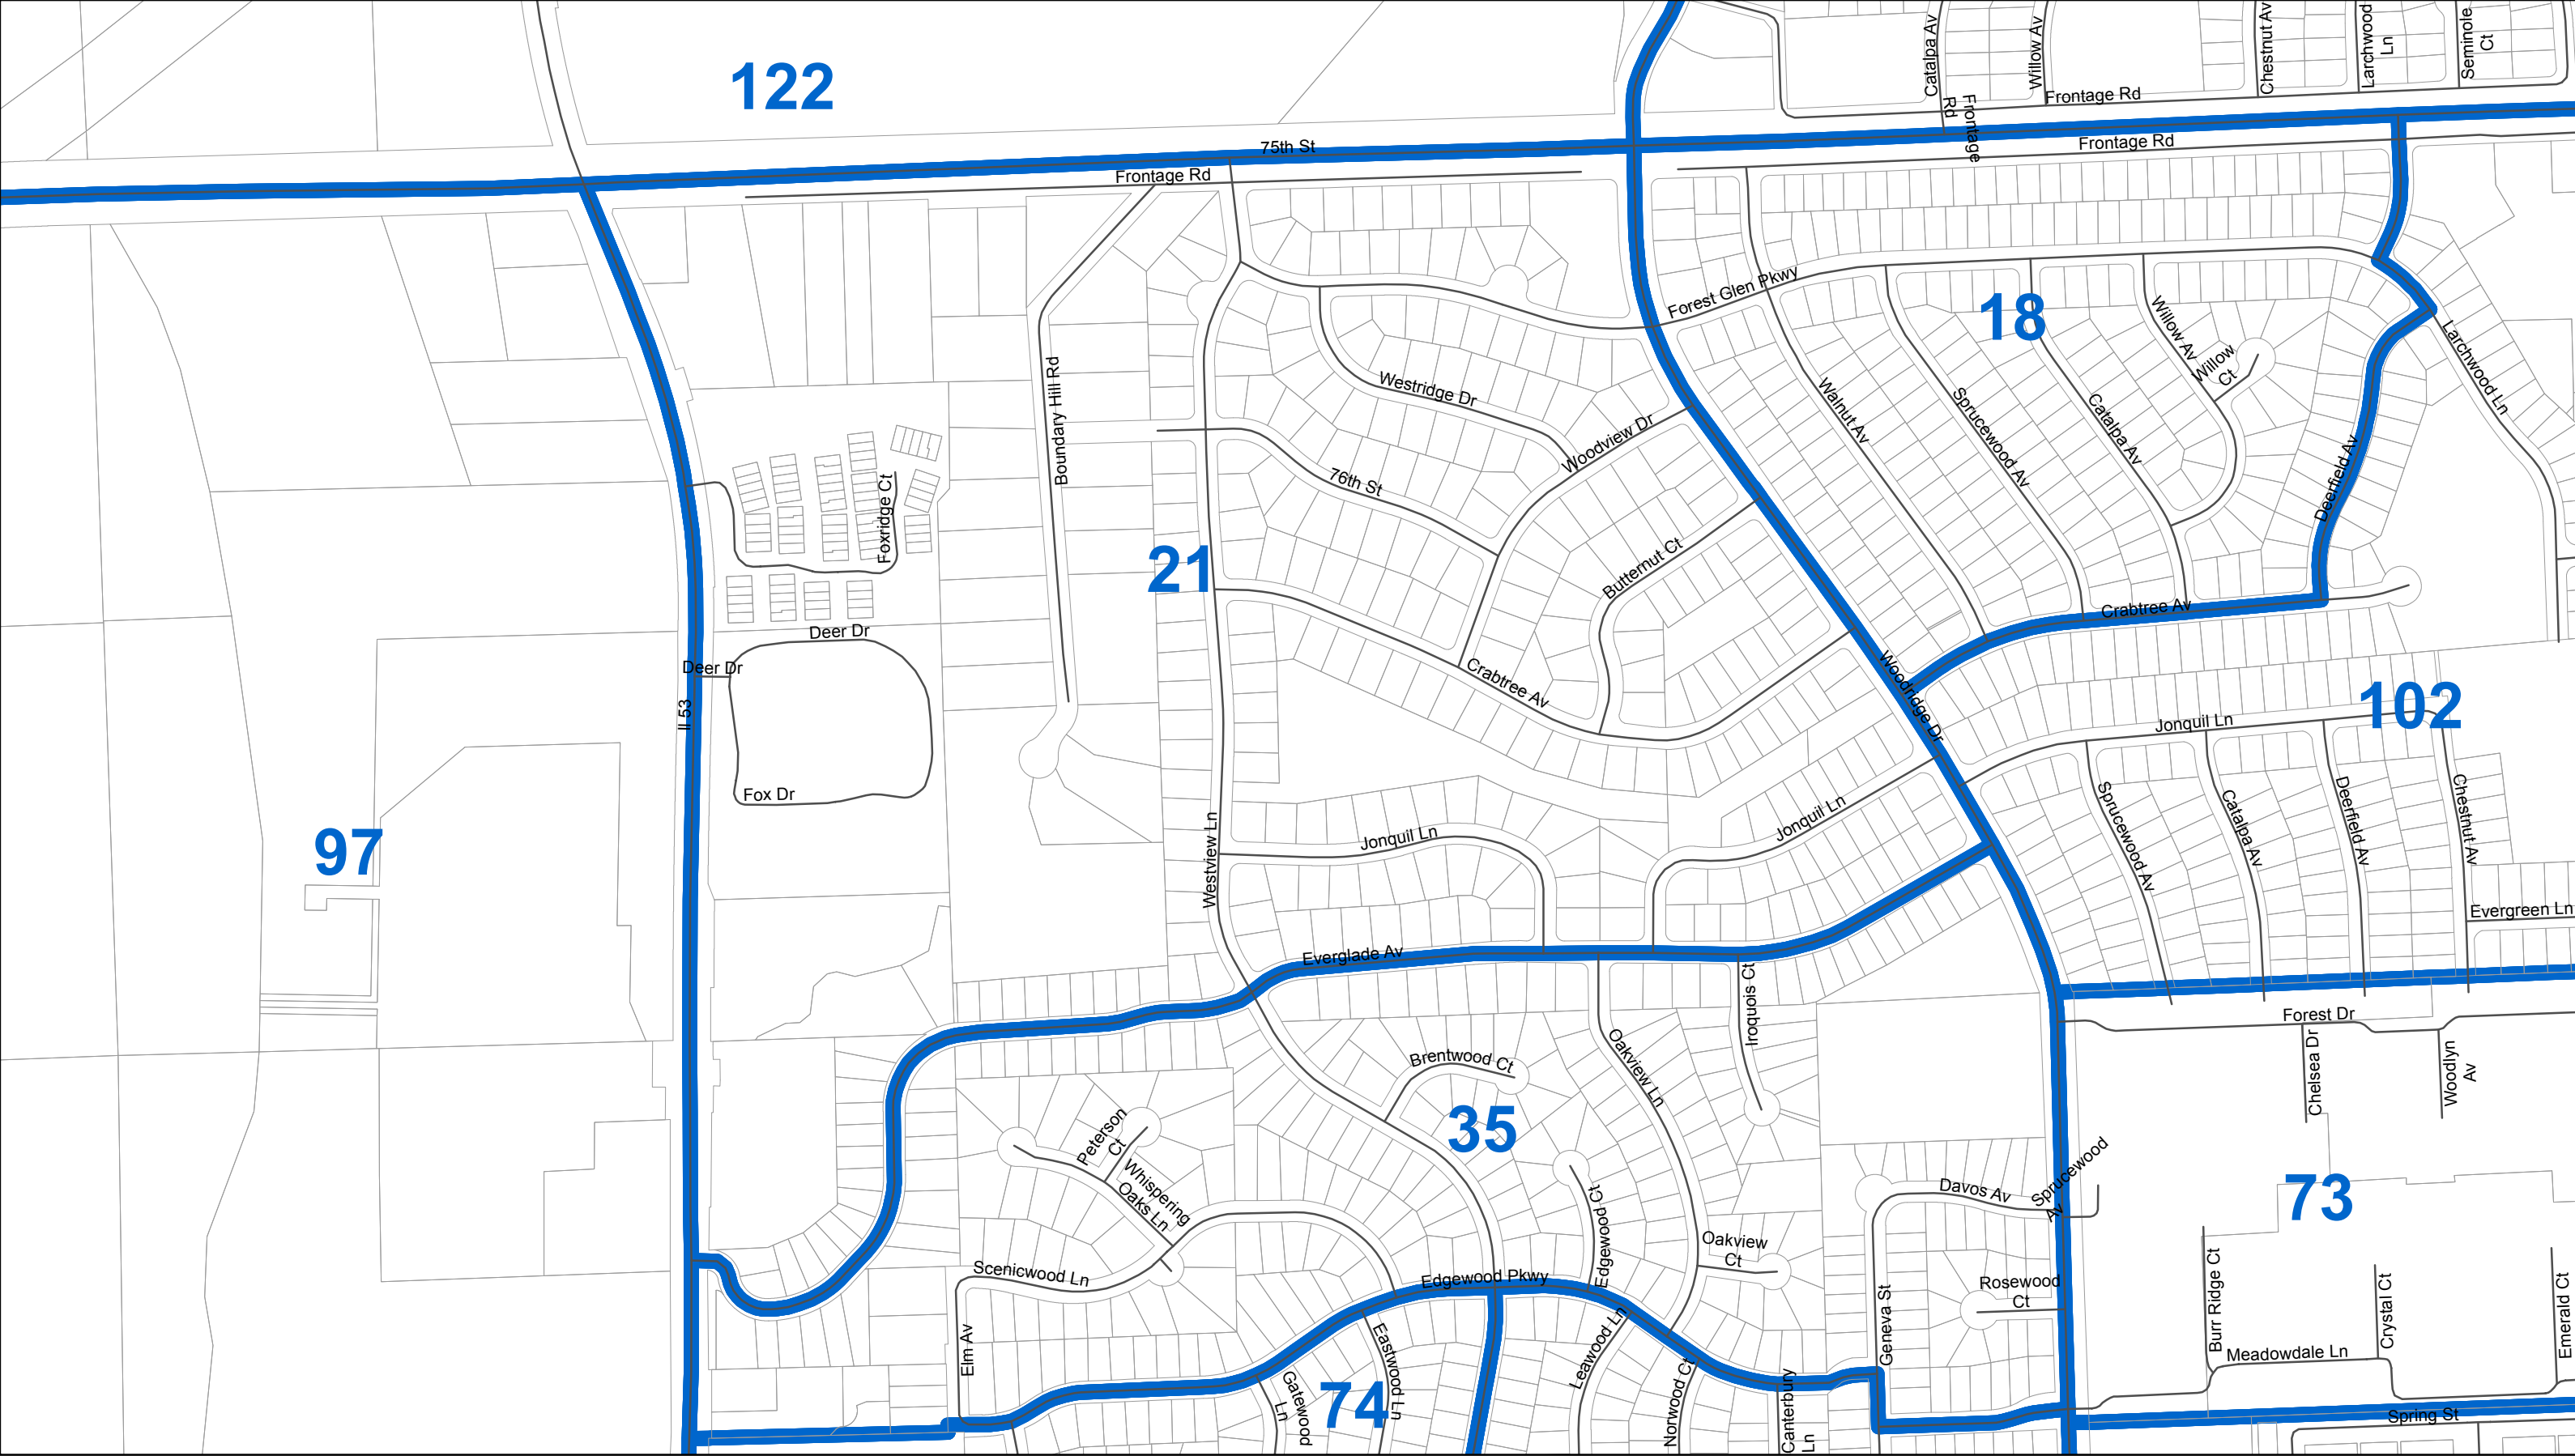 Catalpa Av
Willow Av
Chestnut Av
Larchwood
Ln
Seminole
Ct
122
Frontage Rd
Frontage
Rd
75th St
Frontage Rd
Frontage Rd
Forest Glen Pkwy
18
Willow Av
Willow
Ct
Larchwood Ln
Westridge Dr
Walnut Av
Sprucewood Av
Catalpa Av
Boundary Hill Rd
Woodview Dr
76th St
Deerfield Av
Foxridge Ct
21
Butternut Ct
Crabtree Av
Deer Dr
Deer Dr
Il 53
Crabtree Av
Woodridge Dr
102
Jonquil Ln
Fox Dr
97
Westview Ln
Jonquil Ln
Jonquil Ln
Sprucewood Av
Catalpa Av
Deerfield Av
Chestnut Av
Evergreen Ln
Everglade Av
Iroquois Ct
Forest Dr
Chelsea Dr
Woodlyn
Av
Brentwood Ct
Oakview Ln
35
Peterson
Ct
Whispering
Oaks Ln
Edgewood Ct
Davos Av
Sprucewood
Av
73
Oakview
Ct
Scenicwood Ln
Edgewood Pkwy
Rosewood
Ct
Geneva St
Burr Ridge Ct
Crystal Ct
Emerald Ct
Elm Av
Eastwood Ln
Leawood Ln
Meadowdale Ln
Gatewood
Ln
74
Norwood Ct
Canterbury
Ln
Spring St